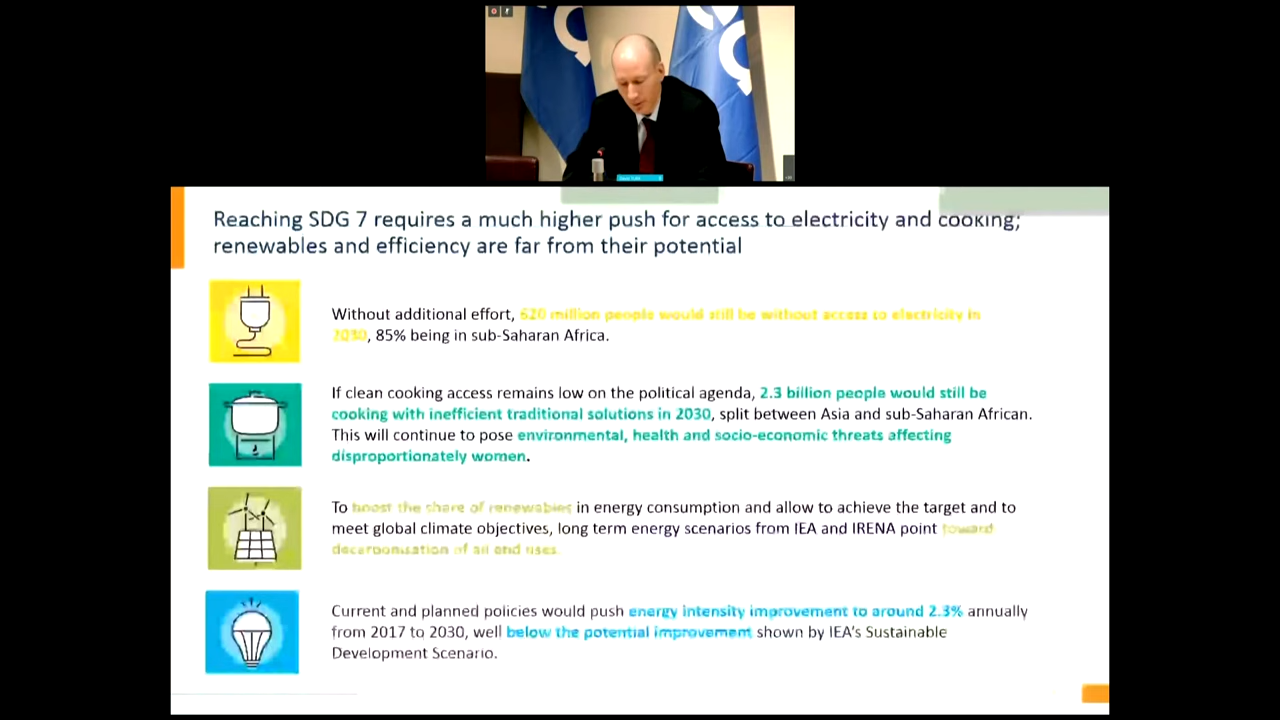 Reaching SDG 7 requires a much higher push for access to electricity and cooking;
renewables and efficiency are far from their potential
Without additional effort, 620 million people would still be without access to electricity in
2030, 85% being in sub-Saharan Africa.
If clean cooking access remains low on the political agenda, 2.3 billion people would still be
cooking with inefficient traditional solutions in 2030, split between Asia and sub-Saharan African.
This will continue to pose environmental, health and socio-economic threats affecting
disproportionately women.
To boost the share of renewables in energy consumption and allow to achieve the target and to
meet global climate objectives, long term energy scenarios from IEA and IRENA point toward
decarbonisation of all end uses.
Current and planned policies would push energy intensity improvement to around 2.3% annually
from 2017 to 2030, well below the potential improvement shown by IEA's Sustainable
Development Scenario.